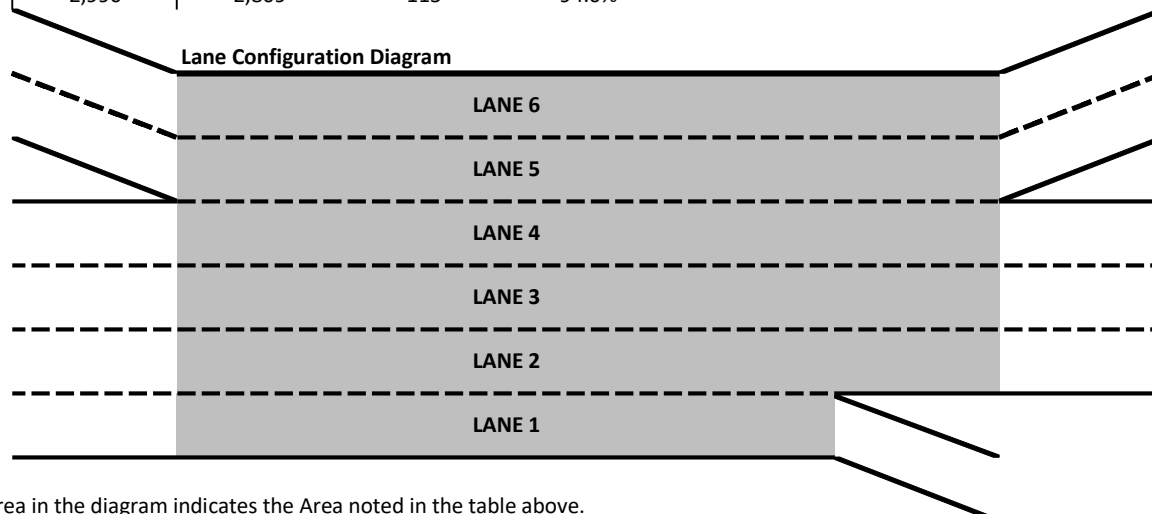 Lane Configuration Diagram
LANE 6
LANE 5
LANE 4
LANE 3
LANE 2
LANE 1
area in the diagram indicates the Area noted in the table above.